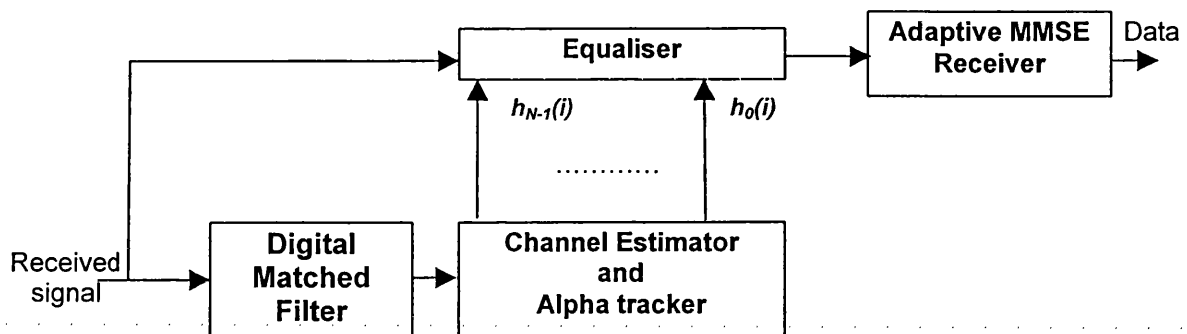 Equaliser
Adaptive MMSE
Receiver
Data
h_{N-1}(i)
h_0(i)
............
Received
signal
Digital
Matched
Filter
Channel Estimator
and
Alpha tracker